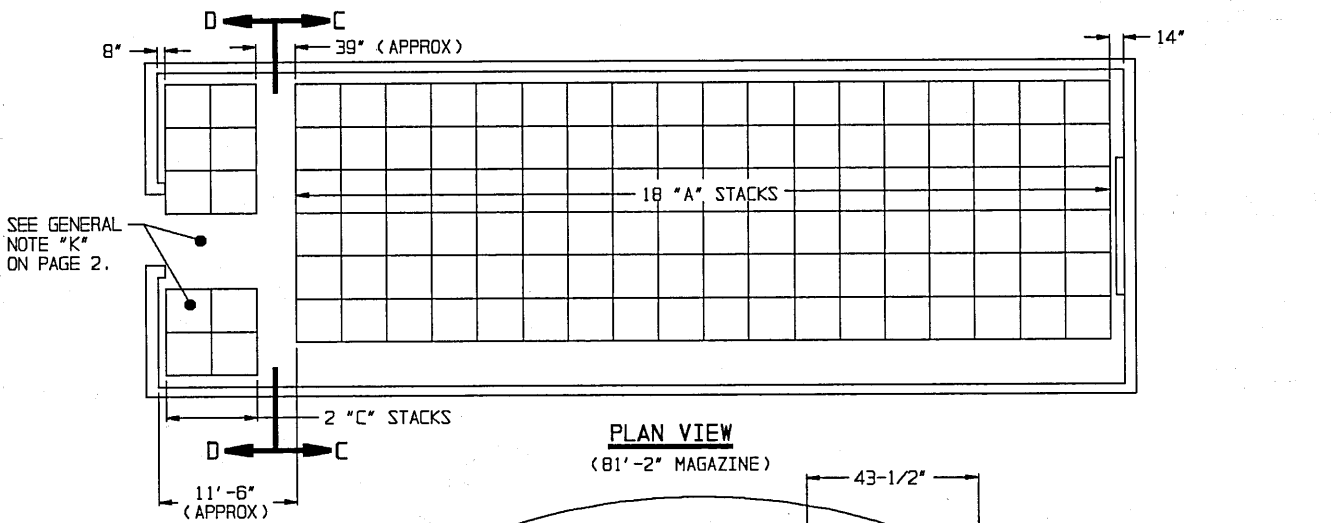 D C
8"
39" (APPROX)
14"
18 "A" STACKS
SEE GENERAL
NOTE "K"
ON PAGE 2.
2 "C" STACKS
D C
PLAN VIEW
(81'-2" MAGAZINE)
11'-6"
(APPROX)
43-1/2"